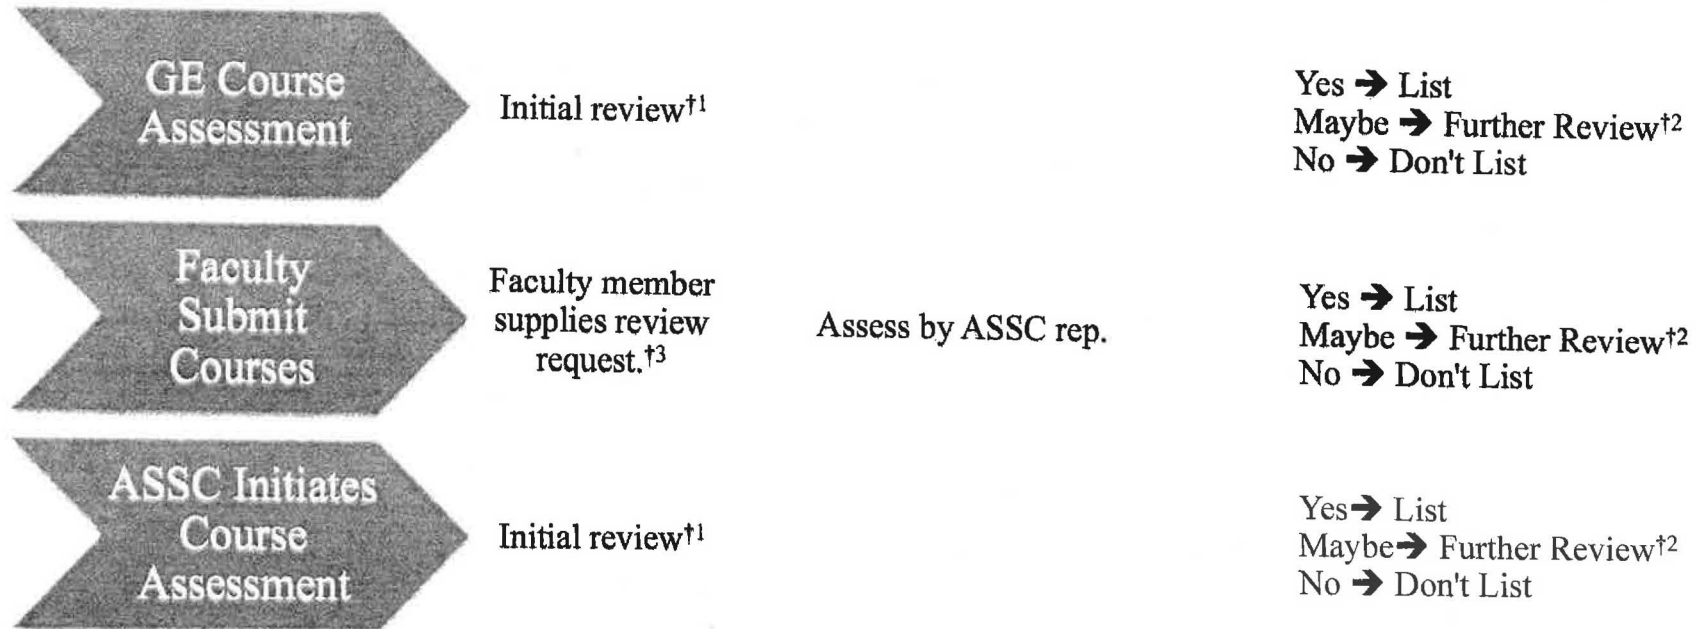 GE Course
Assessment
Initial review†1
Yes ➔ List
Maybe ➔ Further Review†2
No ➔ Don't List
Faculty
Submit
Courses
Faculty member
supplies review
request.†3
Assess by ASSC rep.
Yes ➔ List
Maybe ➔ Further Review†2
No ➔ Don't List
ASSC Initiates
Course
Assessment
Initial review†1
Yes➔ List
Maybe➔ Further Review†2
No ➔ Don't List